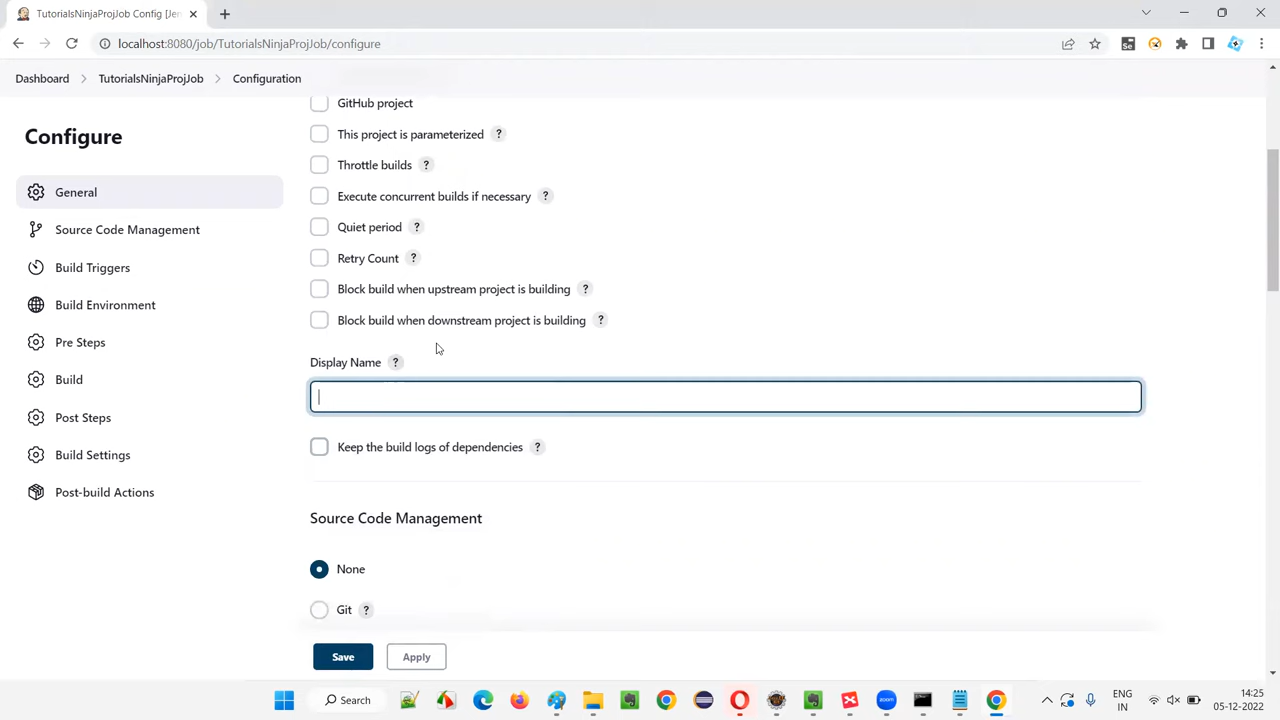 TutorialsNinjaProjJob Config [Jen
localhost:8080/job/TutorialsNinjaProjJob/configure
Dashboard
TutorialsNinjaProjJob
Configuration
Configure
General
Source Code Management
Build Triggers
Build Environment
Pre Steps
Build
Post Steps
Build Settings
Post-build Actions
GitHub project
This project is parameterized ?
Throttle builds ?
Execute concurrent builds if necessary ?
Quiet period ?
Retry Count ?
Block build when upstream project is building ?
Block build when downstream project is building ?
Display Name ?
Keep the build logs of dependencies ?
Source Code Management
None
Git ?
Save
Apply
Search
zoom
ENG
IN
14:25
05-12-2022